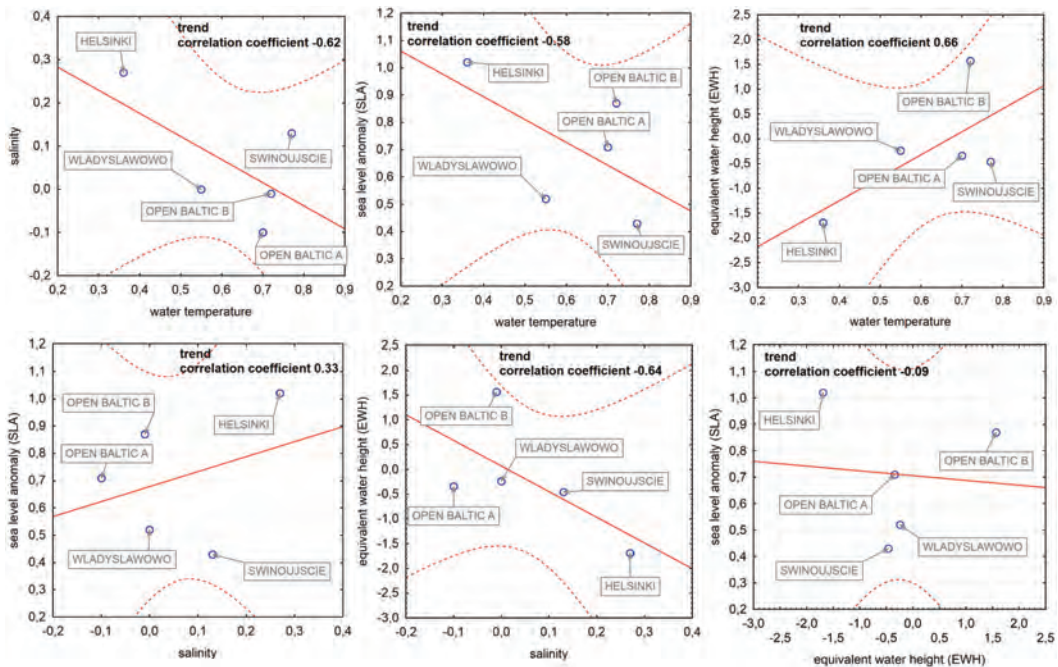 trend
correlation coefficient -0.62
HELSINKI
WLADYSLAWOWO
SWINOUJSCIE
OPEN BALTIC B
OPEN BALTIC A
salinity
0,4
0,3
0,2
0,1
0,0
-0,1
-0,2
0,2 0,3 0,4 0,5 0,6 0,7 0,8 0,9
water temperature
trend
correlation coefficient -0.58
HELSINKI
OPEN BALTIC B
OPEN BALTIC A
WLADYSLAWOWO
SWINOUJSCIE
sea level anomaly (SLA)
1,2
1,1
1,0
0,9
0,8
0,7
0,6
0,5
0,4
0,3
0,2
0,2 0,3 0,4 0,5 0,6 0,7 0,8 0,9
water temperature
trend
correlation coefficient 0.66
OPEN BALTIC B
WLADYSLAWOWO
OPEN BALTIC A
SWINOUJSCIE
HELSINKI
equivalent water height (EWH)
2,5
2,0
1,5
1,0
0,5
0,0
-0,5
-1,0
-1,5
-2,0
-2,5
-3,0
0,2 0,3 0,4 0,5 0,6 0,7 0,8 0,9
water temperature
trend
correlation coefficient 0.33
OPEN BALTIC B
HELSINKI
OPEN BALTIC A
WLADYSLAWOWO
SWINOUJSCIE
sea level anomaly (SLA)
1,2
1,1
1,0
0,9
0,8
0,7
0,6
0,5
0,4
0,3
0,2
-0,2 -0,1 0,0 0,1 0,2 0,3 0,4
salinity
trend
correlation coefficient -0.64
OPEN BALTIC B
WLADYSLAWOWO
SWINOUJSCIE
OPEN BALTIC A
HELSINKI
equivalent water height (EWH)
2,5
2,0
1,5
1,0
0,5
0,0
-0,5
-1,0
-1,5
-2,0
-2,5
-3,0
-0,2 -0,1 0,0 0,1 0,2 0,3 0,4
salinity
trend
correlation coefficient -0.09
HELSINKI
OPEN BALTIC B
OPEN BALTIC A
WLADYSLAWOWO
SWINOUJSCIE
sea level anomaly (SLA)
1,2
1,1
1,0
0,9
0,8
0,7
0,6
0,5
0,4
0,3
0,2
-3,0 -2,0 -1,0 0,0 1,0 2,0
-2,5 -1,5 -0,5 0,5 1,5 2,5
equivalent water height (EWH)